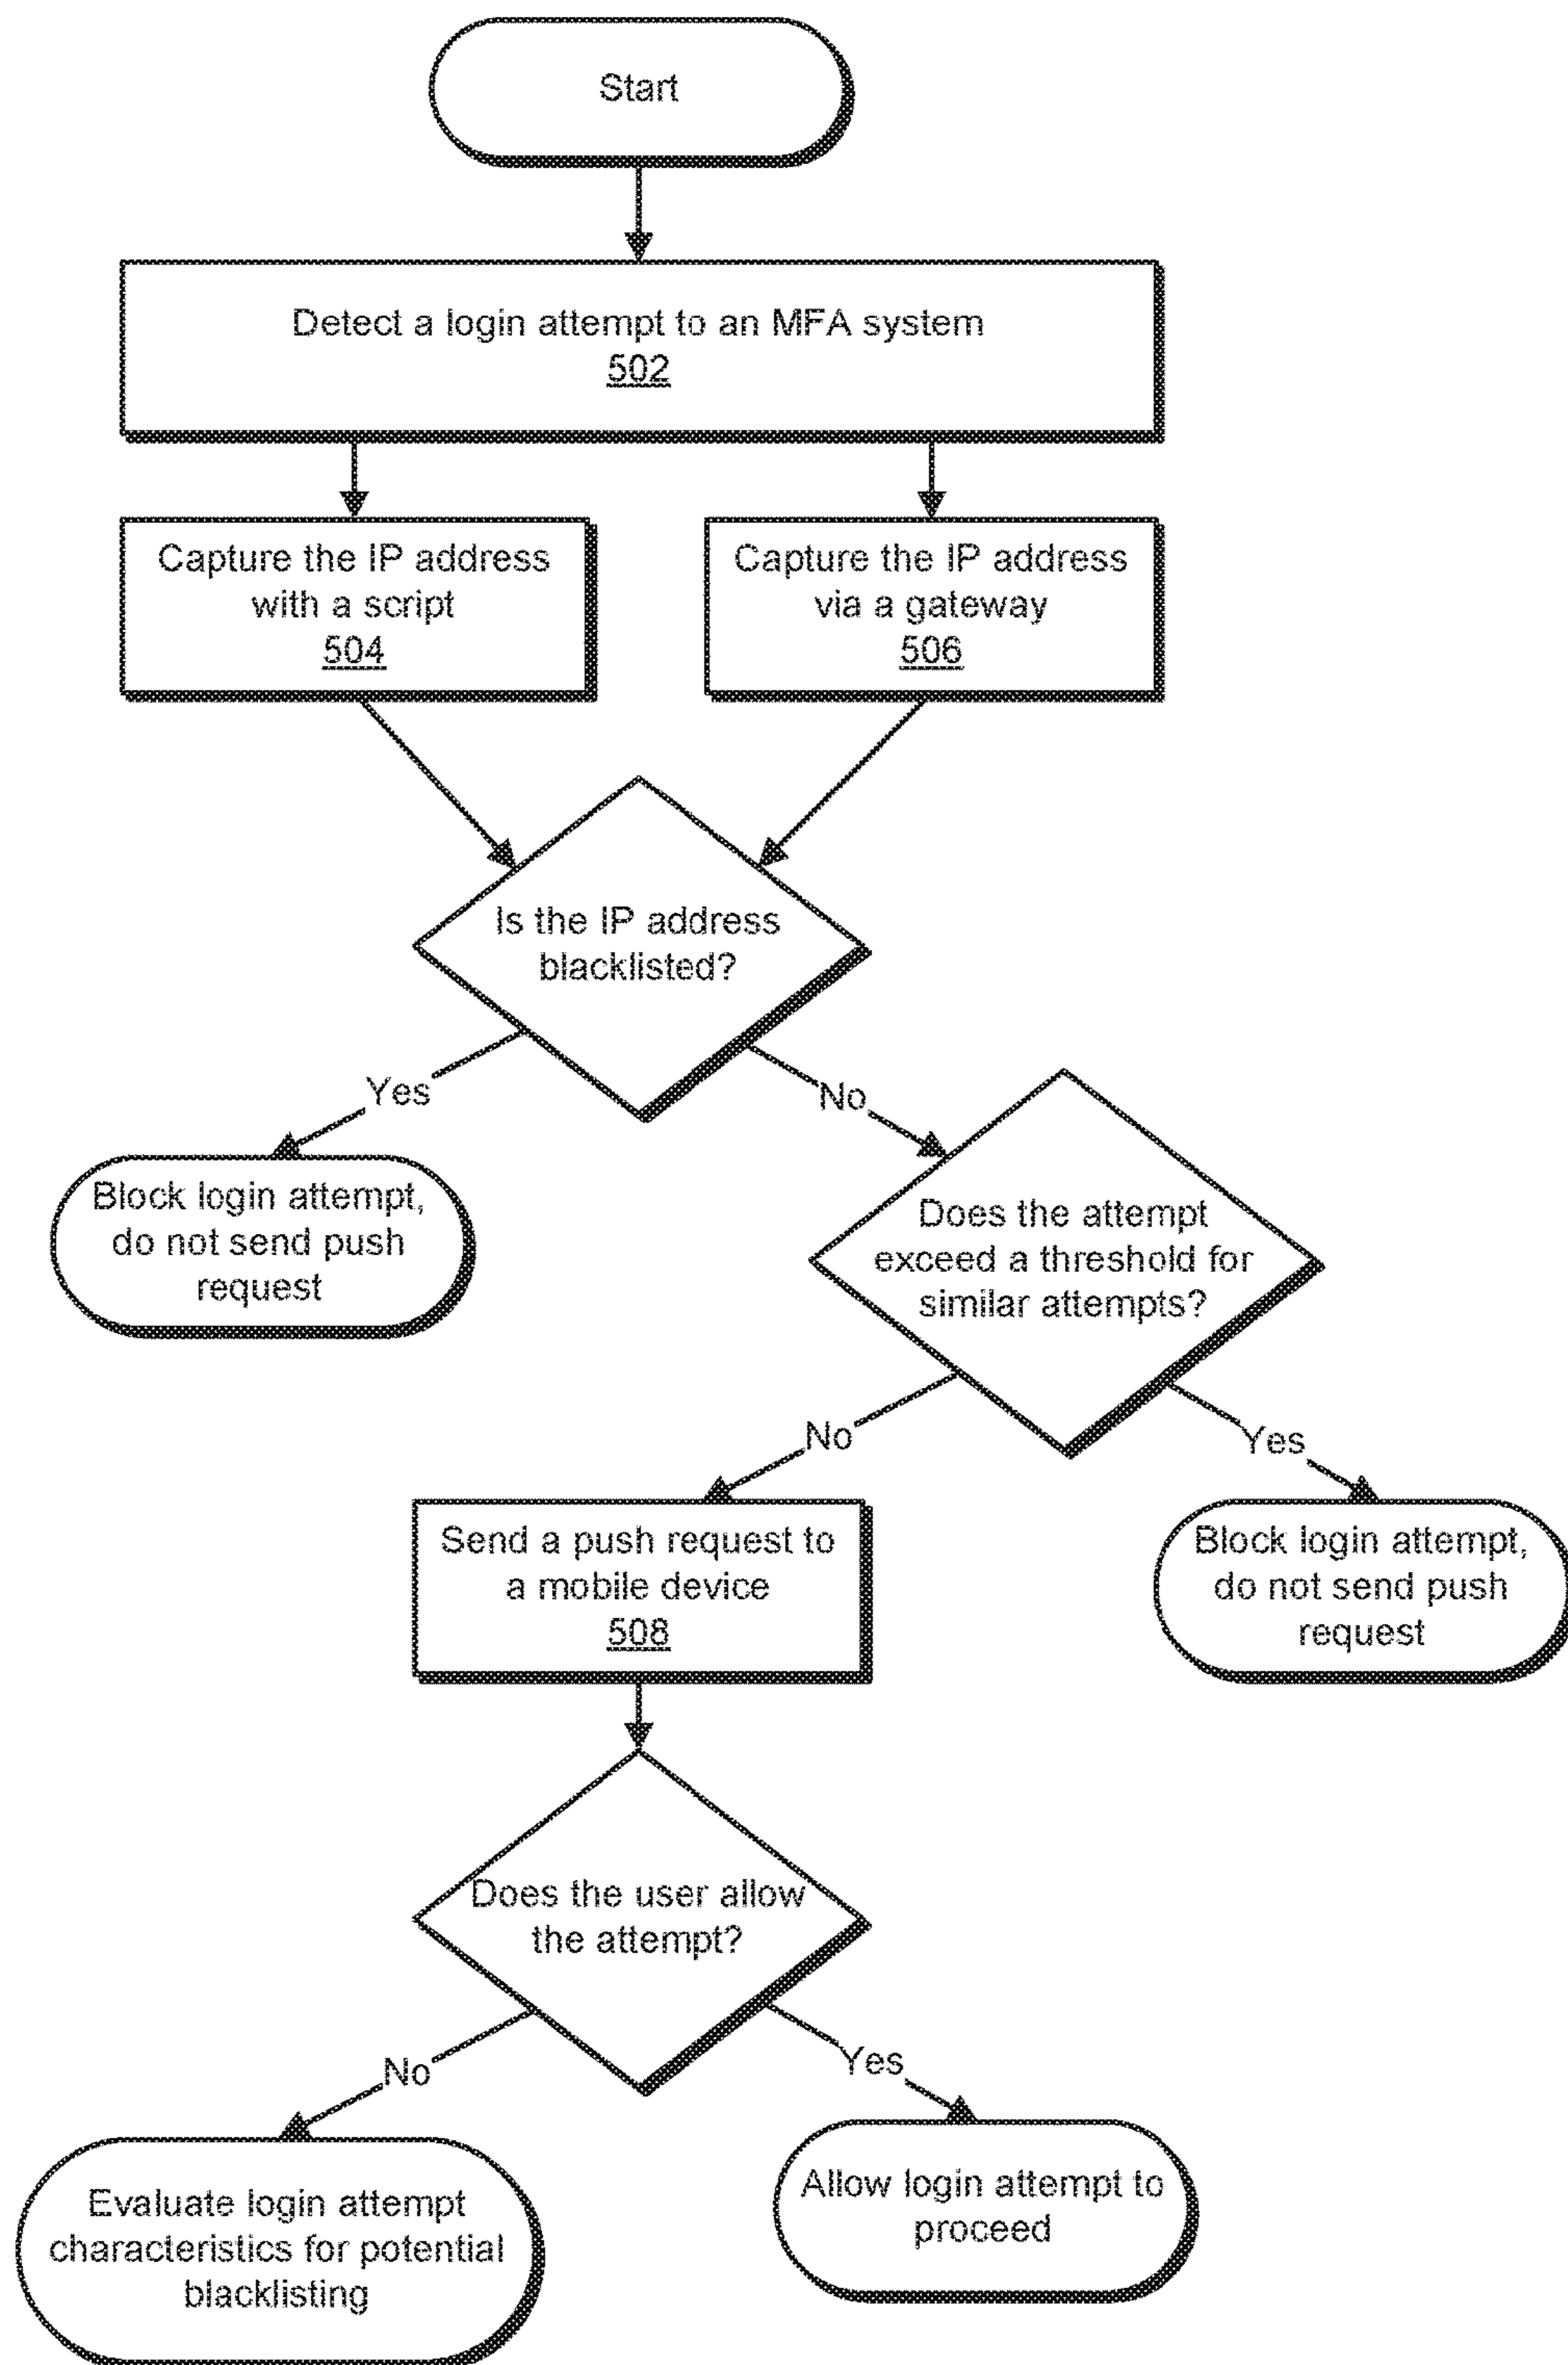 Start
Detect a login attempt to an MFA system
502
Capture the IP address
with a script
504
Capture the IP address
via a gateway
506
Is the IP address
blacklisted?
Yes
No
Block login attempt,
do not send push
request
Does the attempt
exceed a threshold for
similar attempts?
No
Yes
Send a push request to
a mobile device
508
Block login attempt,
do not send push
request
Does the user allow
the attempt?
No
Yes
Evaluate login attempt
characteristics for potential
blacklisting
Allow login attempt to
proceed